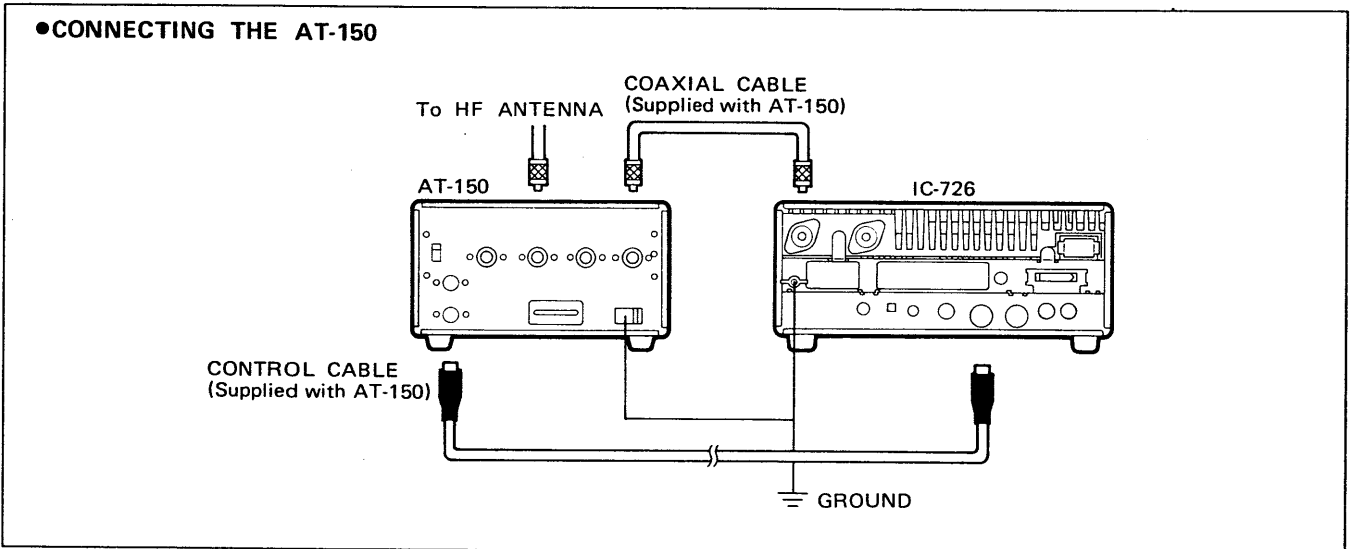 ●CONNECTING THE AT-150
COAXIAL CABLE
(Supplied with AT-150)
To HF ANTENNA
AT-150
IC-726
CONTROL CABLE
(Supplied with AT-150)
GROUND